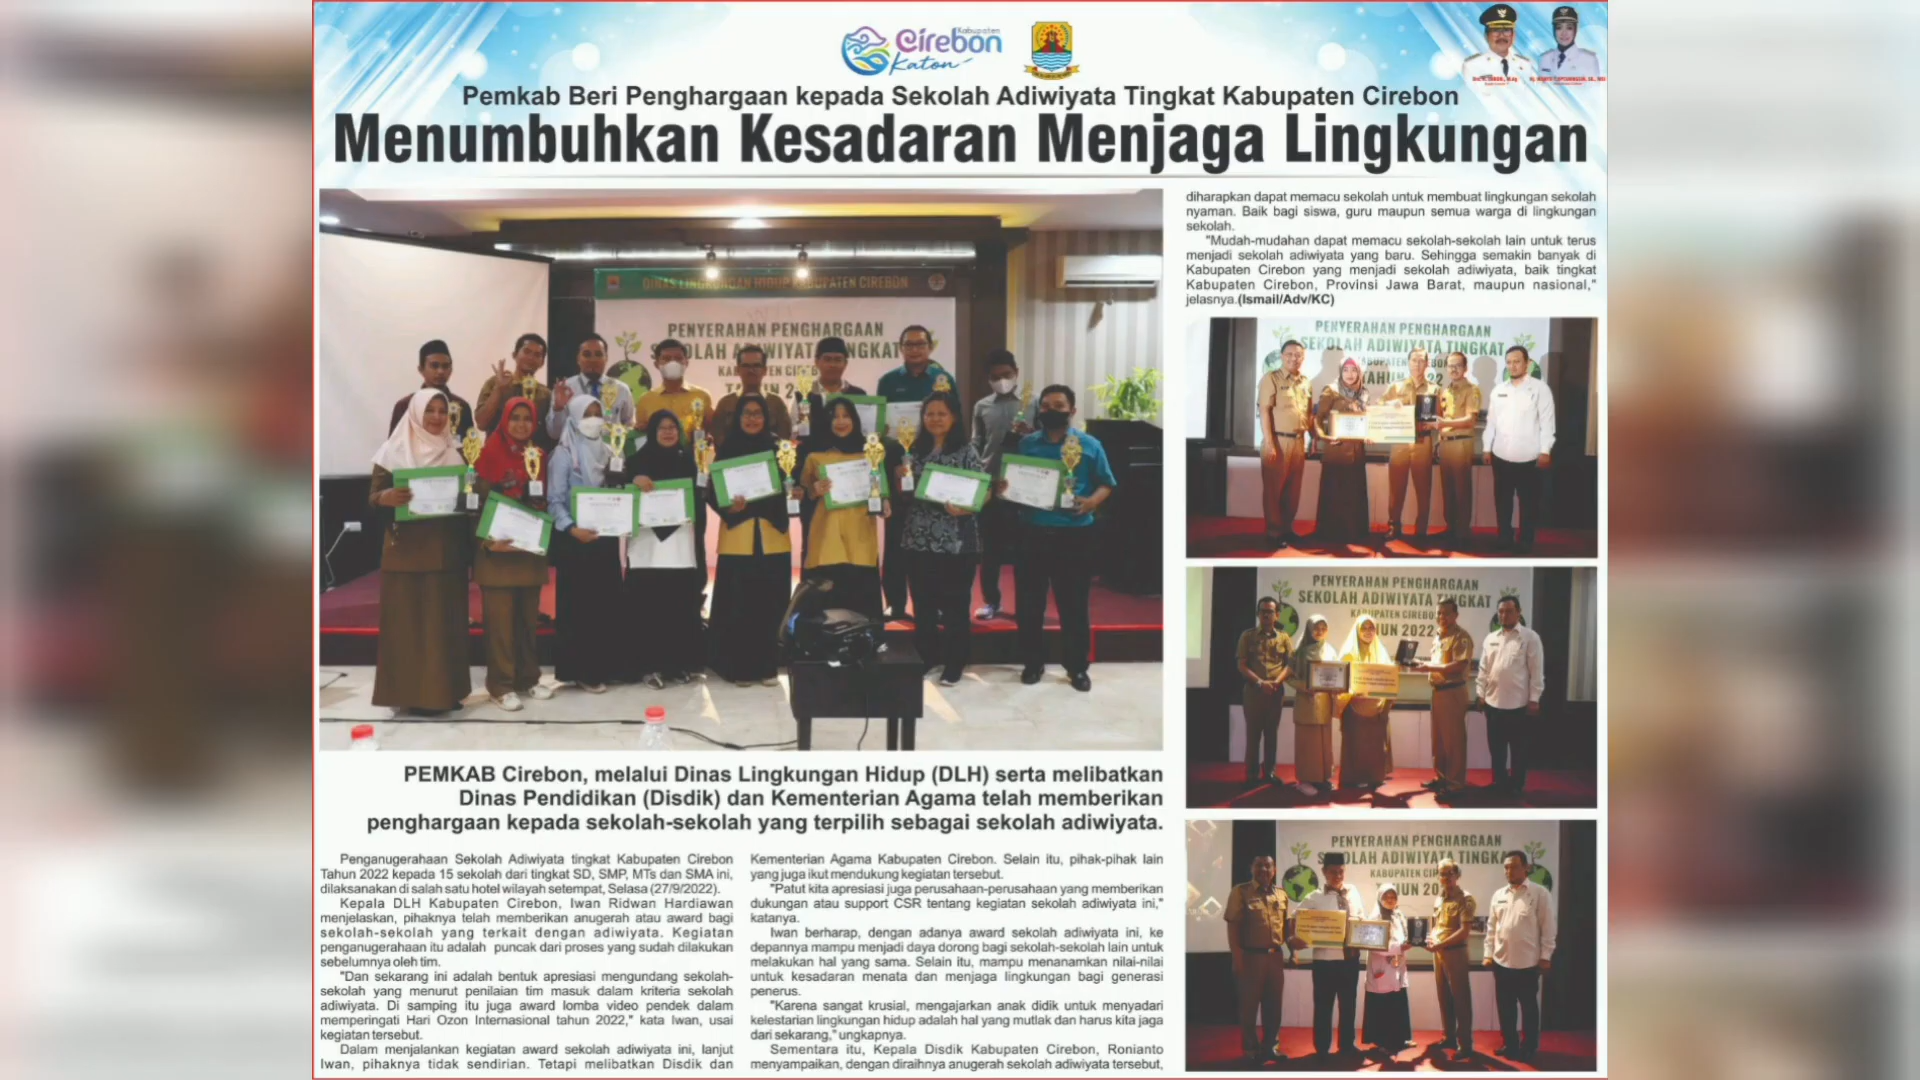 Kabupaten
Cirebon
Katon
Pemkab Beri Penghargaan kepada Sekolah Adiwiyata Tingkat Kabupaten Cirebon
Menumbuhkan Kesadaran Menjaga Lingkungan
DINAS LINGKUNGAN HIDUP KABUPATEN CIREBON
PENYERAHAN PENGHARGAAN
PEMKAB Cirebon, melalui Dinas Lingkungan Hidup (DLH) serta melibatkan
Dinas Pendidikan (Disdik) dan Kementerian Agama telah memberikan
penghargaan kepada sekolah-sekolah yang terpilih sebagai sekolah adiwiyata.
Penganugerahaan Sekolah Adiwiyata tingkat Kabupaten Cirebon
Tahun 2022 kepada 15 sekolah dari tingkat SD, SMP, MTs dan SMA ini,
dilaksanakan di salah satu hotel wilayah setempat, Selasa (27/9/2022).
Kepala DLH Kabupaten Cirebon, Iwan Ridwan Hardiawan
menjelaskan, pihaknya telah memberikan anugerah atau award bagi
sekolah-sekolah yang terkait dengan adiwiyata. Kegiatan
penganugerahaan itu adalah puncak dari proses yang sudah dilakukan
sebelumnya oleh tim.
"Dan sekarang ini adalah bentuk apresiasi mengundang sekolah-
sekolah yang menurut penilaian tim masuk dalam kriteria sekolah
adiwiyata. Di samping itu juga award lomba video pendek dalam
memperingati Hari Ozon Internasional tahun 2022," kata Iwan, usai
kegiatan tersebut.
Dalam menjalankan kegiatan award sekolah adiwiyata ini, lanjut
Iwan, pihaknya tidak sendirian. Tetapi melibatkan Disdik dan
Kementerian Agama Kabupaten Cirebon. Selain itu, pihak-pihak lain
yang juga ikut mendukung kegiatan tersebut.
"Patut kita apresiasi juga perusahaan-perusahaan yang memberikan
dukungan atau support CSR tentang kegiatan sekolah adiwiyata ini,"
katanya.
Iwan berharap, dengan adanya award sekolah adiwiyata ini, ke
depannya mampu menjadi daya dorong bagi sekolah-sekolah lain untuk
melakukan hal yang sama. Selain itu, mampu menanamkan nilai-nilai
untuk kesadaran menata dan menjaga lingkungan bagi generasi
penerus.
"Karena sangat krusial, mengajarkan anak didik untuk menyadari
kelestarian lingkungan hidup adalah hal yang mutlak dan harus kita jaga
dari sekarang," ungkapnya.
Sementara itu, Kepala Disdik Kabupaten Cirebon, Ronianto
menyampaikan, dengan diraihnya anugerah sekolah adiwiyata tersebut,
diharapkan dapat memacu sekolah untuk membuat lingkungan sekolah
nyaman. Baik bagi siswa, guru maupun semua warga di lingkungan
sekolah.
"Mudah-mudahan dapat memacu sekolah-sekolah lain untuk terus
menjadi sekolah adiwiyata yang baru. Sehingga semakin banyak di
Kabupaten Cirebon yang menjadi sekolah adiwiyata, baik tingkat
Kabupaten Cirebon, Provinsi Jawa Barat, maupun nasional,"
jelasnya.(Ismail/Adv/KC)
PENYERAHAN PENGHARGAAN
SEKOLAH ADIWIYATA TINGKAT
TAHUN 2022
PENYERAHAN PENGHARGAAN
SEKOLAH ADIWIYATA
KABUPATEN CIREBON
2022
PENYERAHAN PENGHARGAAN
ADIWIYATA
KABUPATEN